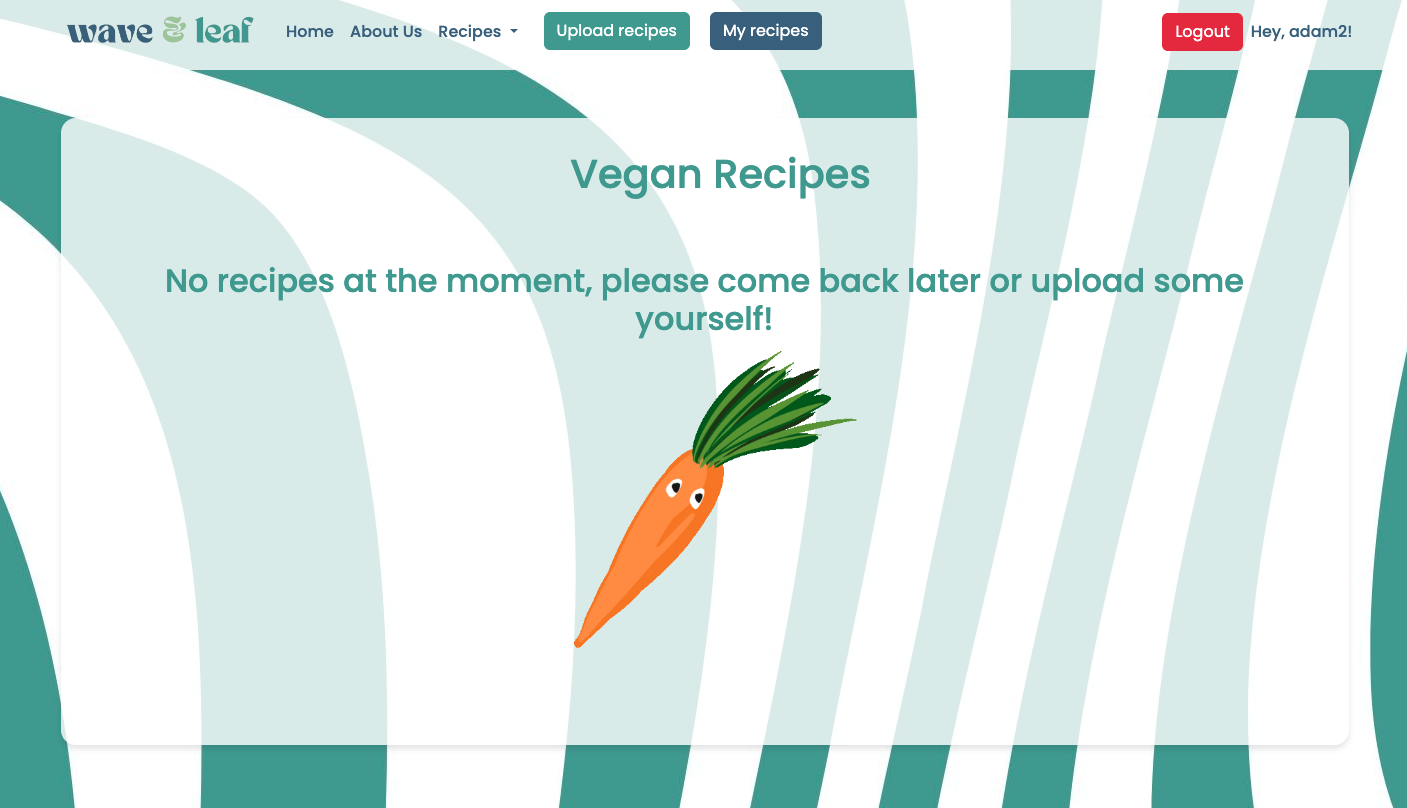 wave & leaf Home About Us Recipes Upload recipes My recipes Logout Hey, adam2!
Vegan Recipes
No recipes at the moment, please come back later or upload some
yourself!